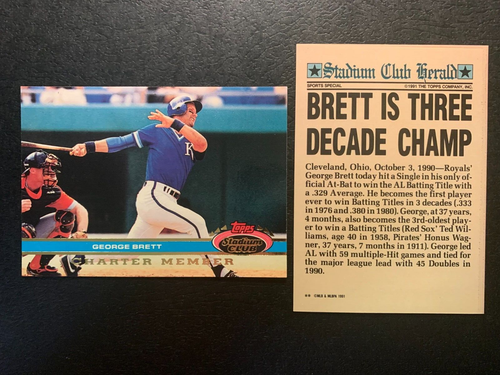 K
Topps
Stadium
CLUB
GEORGE BRETT
CHARTER MEMBER
Stadium Club Herald
SPORTS SPECIAL ©1991 THE TOPPS COMPANY, INC.
BRETT IS THREE
DECADE CHAMP
Cleveland, Ohio, October 3, 1990—Royals'
George Brett today hit a Single in his only of-
ficial At-Bat to win the AL Batting Title with
a .329 Average. He becomes the first player
ever to win Batting Titles in 3 decades (.333
in 1976 and .380 in 1980). George, at 37 years,
4 months, also becomes the 3rd-oldest play-
er to win a Batting Titles (Red Sox' Ted Wil-
liams, age 40 in 1958, Pirates' Honus Wag-
ner, 37 years, 7 months in 1911). George led
AL with 59 multiple-Hit games and tied for
the major league lead with 45 Doubles in
1990.
©MLB & MLBPA 1991